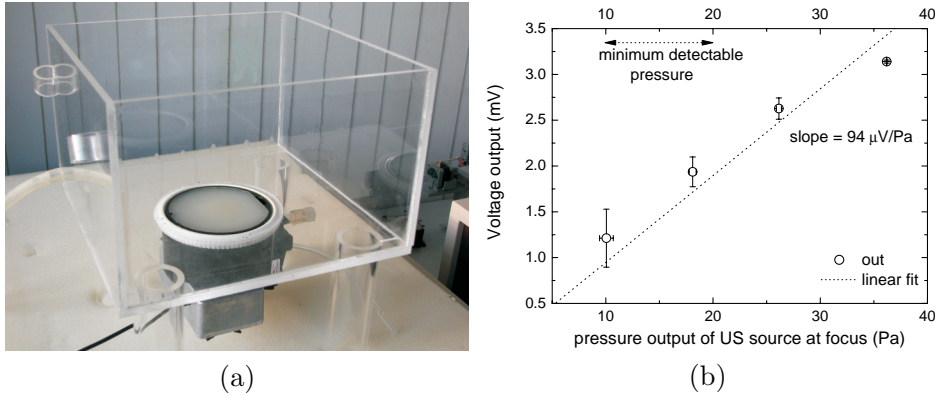 10 20 30 40
3.5
3.0
2.5
2.0
1.5
1.0
0.5
Voltage output (mV)
minimum detectable
pressure
slope = 94 μV/Pa
out
linear fit
10 20 30 40
pressure output of US source at focus (Pa)
(a)
(b)